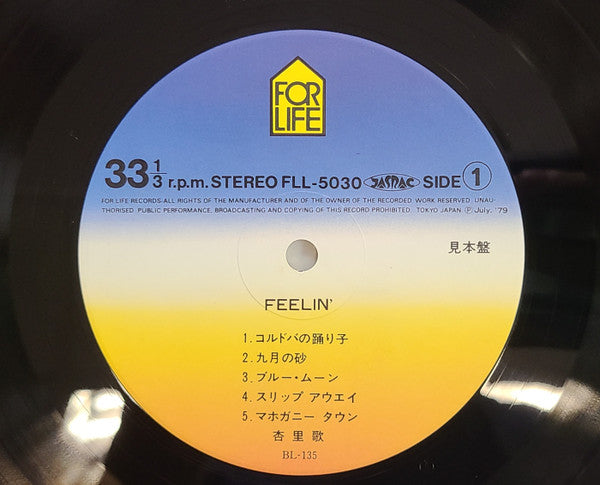 FOR
LIFE
33 1/3 r.p.m. STEREO FLL-5030 JASRAC SIDE 1
FOR LIFE RECORDS·ALL RIGHTS OF THE MANUFACTURER AND OF THE OWNER OF THE RECORDED WORK RESERVED, UNAU-
THORISED. PUBLIC PERFORMANCE, BROADCASTING AND COPYING OF THIS RECORD PROHIBITED. TOKYO JAPAN Ⓟ July, '79
見本盤
FEELIN'
1. コルドバの踊り子
2. 九月の砂
3. ブルー・ムーン
4. スリップ アウエイ
5. マホガニー タウン
杏里歌
BL-135